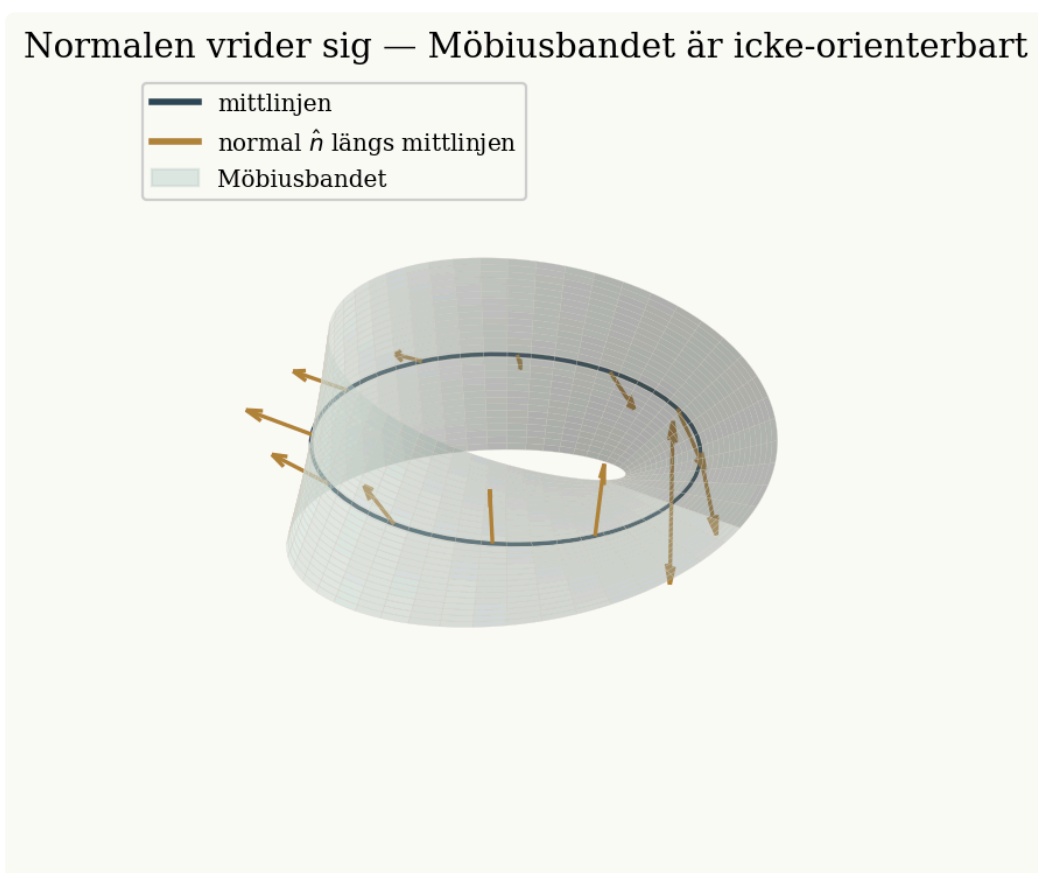 Normalen vrider sig — Möbiusbandet är icke-orienterbart
mittlinjen
normal n̂ längs mittlinjen
Möbiusbandet